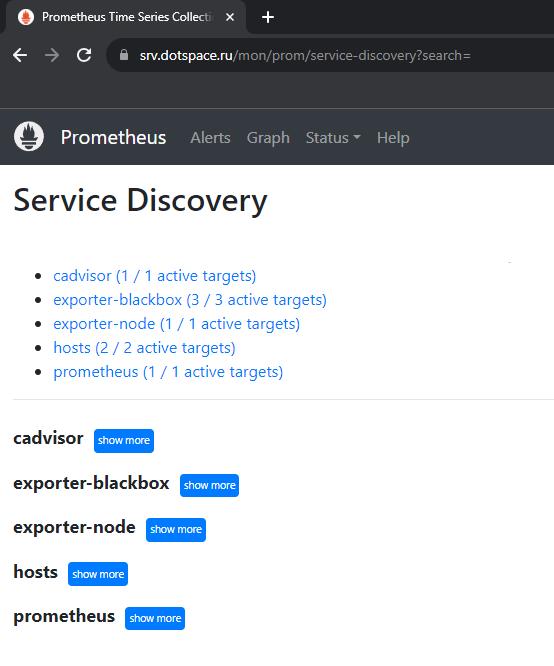 Prometheus Time Series Collecti
srv.dotspace.ru/mon/prom/service-discovery?search=
Prometheus Alerts Graph Status Help
Service Discovery
cadvisor (1 / 1 active targets)
exporter-blackbox (3 / 3 active targets)
exporter-node (1 / 1 active targets)
hosts (2 / 2 active targets)
prometheus (1 / 1 active targets)
cadvisor show more
exporter-blackbox show more
exporter-node show more
hosts show more
prometheus show more